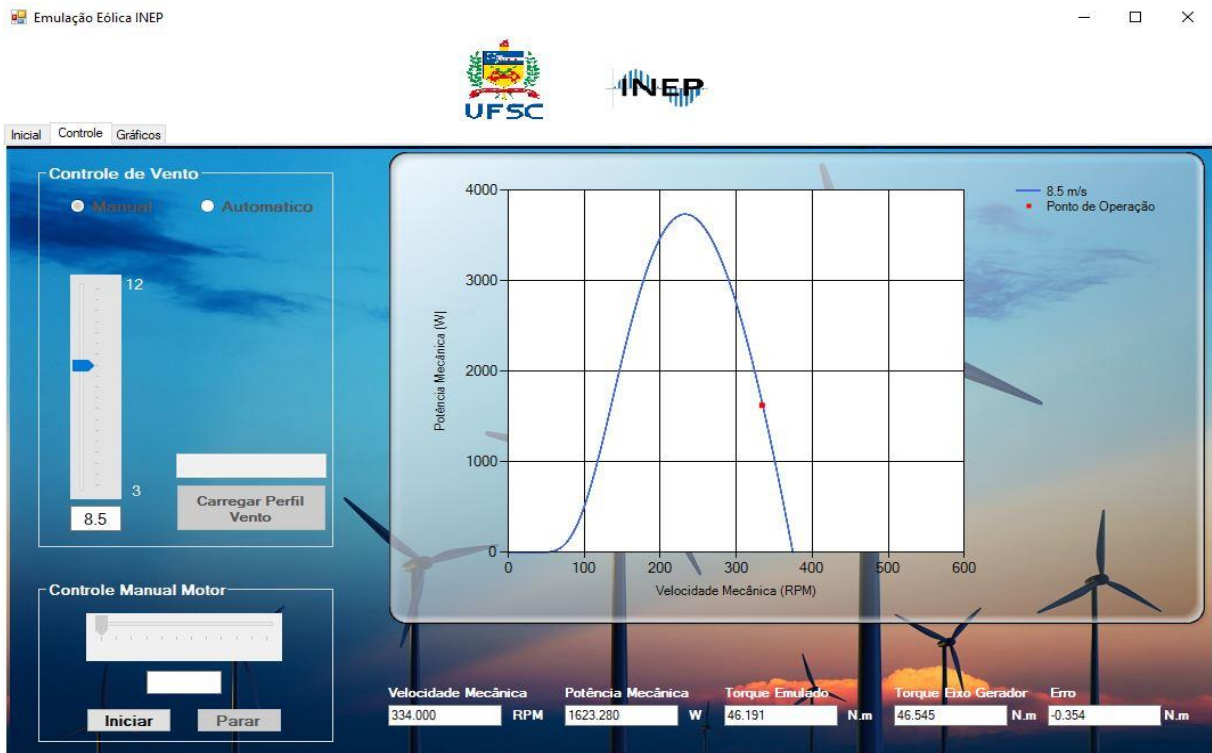 Emulação Eólica INEP
UFSC
INEP
Inicial Controle Gráficos
Controle de Vento
Manual Automatico
12
3
8.5
Carregar Perfil
Vento
Controle Manual Motor
Iniciar Parar
4000
3000
2000
1000
0
Potência Mecânica (W)
0 100 200 300 400 500 600
Velocidade Mecânica (RPM)
8.5 m/s
Ponto de Operação
Velocidade Mecânica
334.000 RPM
Potência Mecânica
1623.280 W
Torque Emulado
46.191 N.m
Torque Eixo Gerador
46.545 N.m
Erro
-0.354 N.m